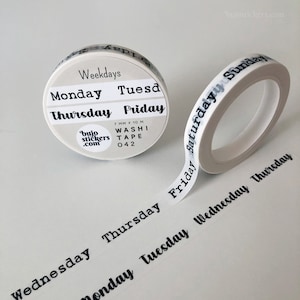 Weekdays
Monday Tuesd
Thursday Friday
bujo
stickers
.com
WASHI
TAPE
042
Friday Saturday Sunday
Wednesday Thursday
Monday Tuesday Wednesday Thursday